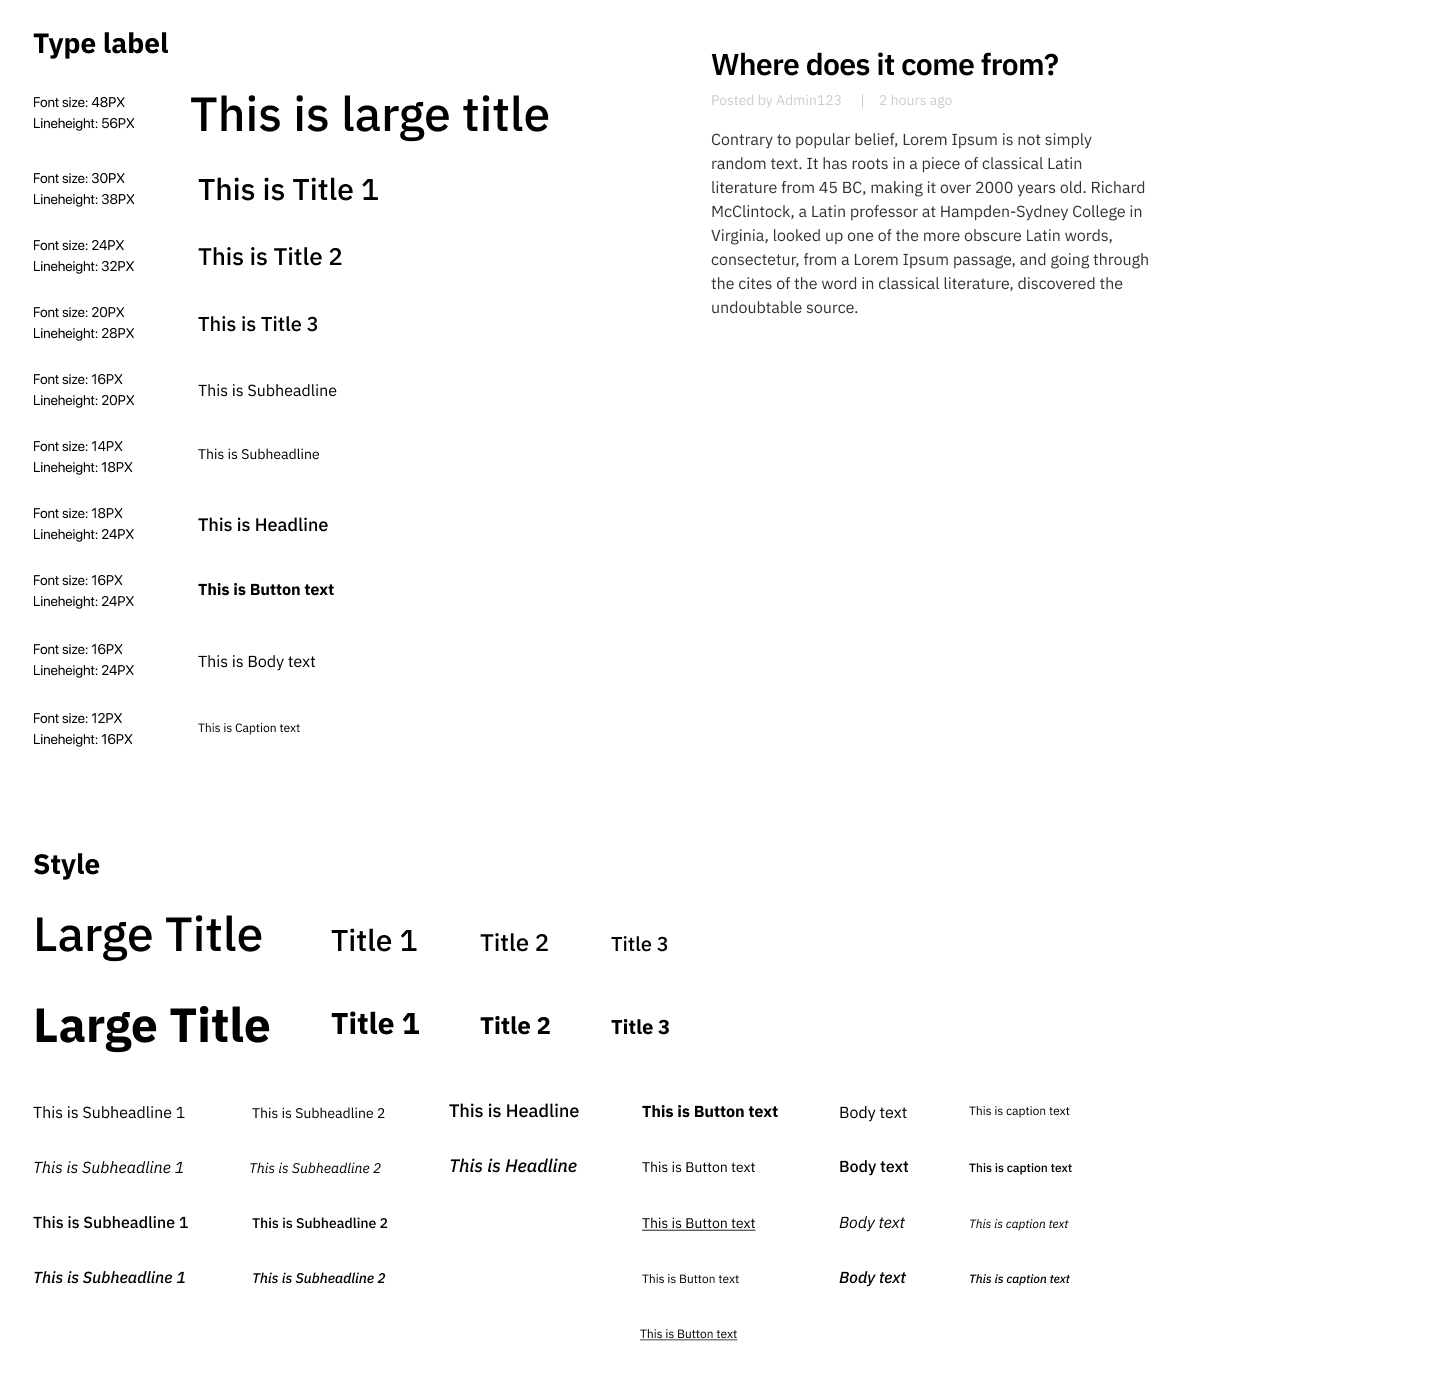 Type label
Font size: 48PX
Lineheight: 56PX
This is large title
Font size: 30PX
Lineheight: 38PX
This is Title 1
Font size: 24PX
Lineheight: 32PX
This is Title 2
Font size: 20PX
Lineheight: 28PX
This is Title 3
Font size: 16PX
Lineheight: 20PX
This is Subheadline
Font size: 14PX
Lineheight: 18PX
This is Subheadline
Font size: 18PX
Lineheight: 24PX
This is Headline
Font size: 16PX
Lineheight: 24PX
This is Button text
Font size: 16PX
Lineheight: 24PX
This is Body text
Font size: 12PX
Lineheight: 16PX
This is Caption text
Where does it come from?
Posted by Admin123 | 2 hours ago
Contrary to popular belief, Lorem Ipsum is not simply
random text. It has roots in a piece of classical Latin
literature from 45 BC, making it over 2000 years old. Richard
McClintock, a Latin professor at Hampden-Sydney College in
Virginia, looked up one of the more obscure Latin words,
consectetur, from a Lorem Ipsum passage, and going through
the cites of the word in classical literature, discovered the
undoubtable source.
Style
Large Title Title 1 Title 2 Title 3
Large Title Title 1 Title 2 Title 3
This is Subheadline 1 This is Subheadline 2 This is Headline This is Button text Body text This is caption text
This is Subheadline 1 This is Subheadline 2 This is Headline This is Button text Body text This is caption text
This is Subheadline 1 This is Subheadline 2 This is Button text Body text This is caption text
This is Subheadline 1 This is Subheadline 2 This is Button text Body text This is caption text
This is Button text